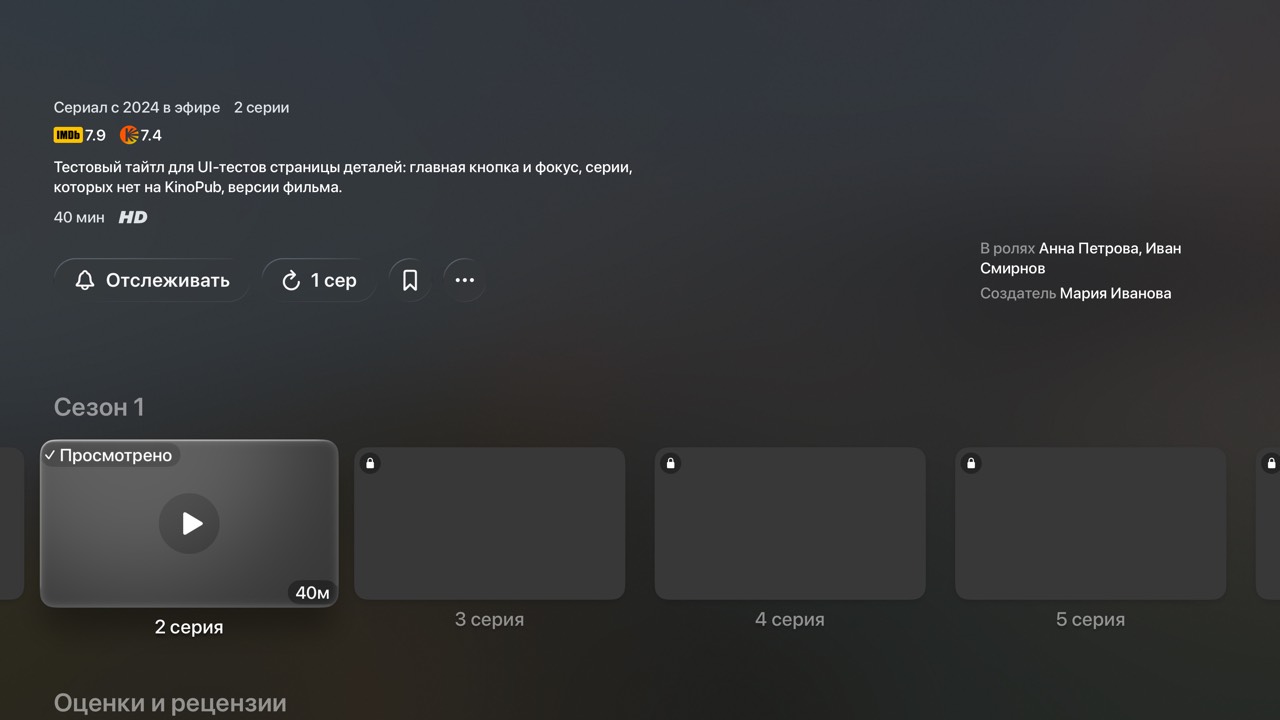 Сериал с 2024 в эфире 2 серии
IMDb 7.9 7.4
Тестовый тайтл для UI-тестов страницы деталей: главная кнопка и фокус, серии,
которых нет на KinoPub, версии фильма.
40 мин HD
В ролях Анна Петрова, Иван
Смирнов
Создатель Мария Иванова
Отслеживать 1 сер
Сезон 1
Просмотрено
40м
2 серия
3 серия
4 серия
5 серия
Оценки и рецензии